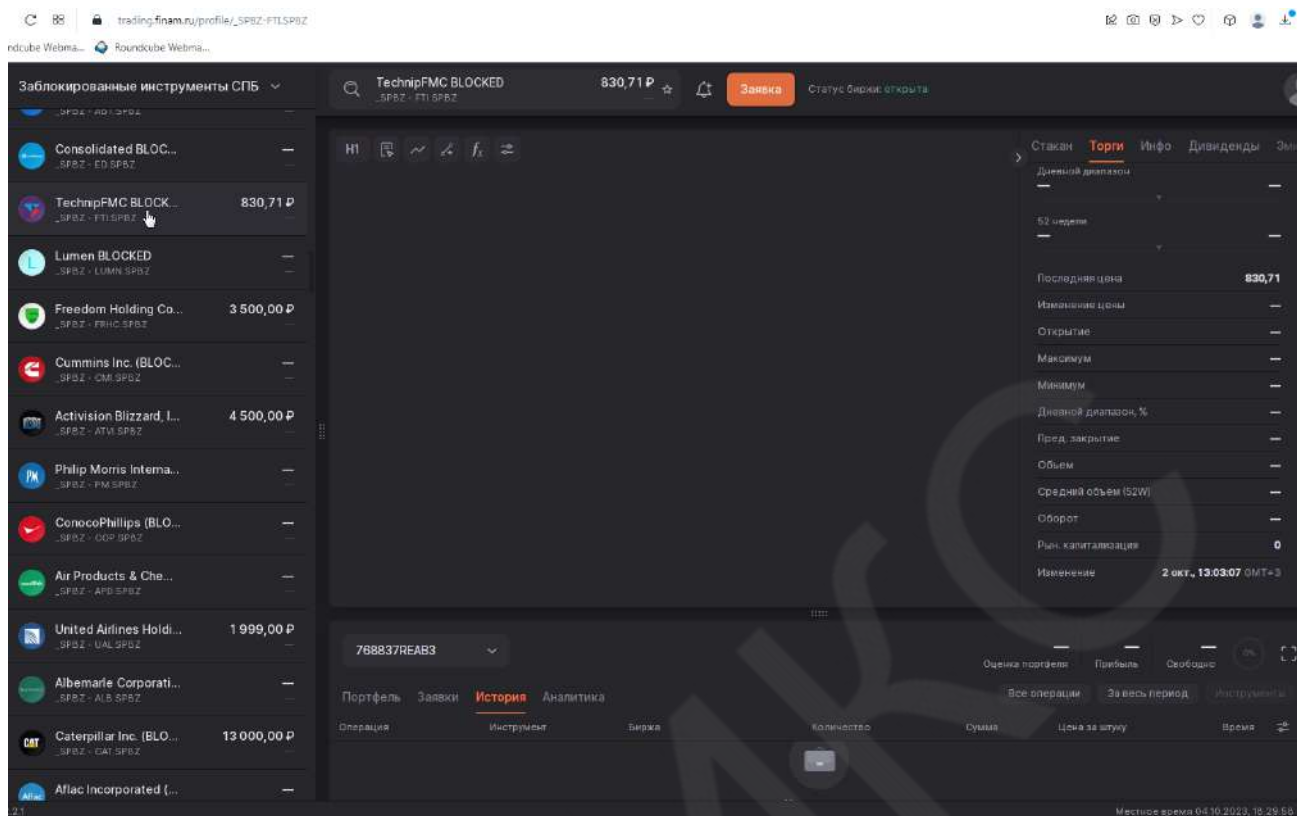 trading.finam.ru/profile/_SPBZ-FTI.SPBZ
ndcube Webma... Roundcube Webma...
Заблокированные инструменты СПБ
TechnipFMC BLOCKED 830,71 ₽
_SPBZ - FTI.SPBZ —
Заявка
Статус биржи: открыта
_SPBZ - ABT.SPBZ —
Consolidated BLOC... —
_SPBZ - ED.SPBZ —
TechnipFMC BLOCK... 830,71 ₽
_SPBZ - FTI.SPBZ —
Lumen BLOCKED —
_SPBZ - LUMN.SPBZ —
Freedom Holding Co... 3 500,00 ₽
_SPBZ - FRHC.SPBZ —
Cummins Inc. (BLOC... —
_SPBZ - CMI.SPBZ —
Activision Blizzard, I... 4 500,00 ₽
_SPBZ - ATVI.SPBZ —
Philip Morris Interna... —
_SPBZ - PM.SPBZ —
ConocoPhillips (BLO... —
_SPBZ - COP.SPBZ —
Air Products & Che... —
_SPBZ - APD.SPBZ —
United Airlines Holdi... 1 999,00 ₽
_SPBZ - UAL.SPBZ —
Albemarle Corporati... —
_SPBZ - ALB.SPBZ —
Caterpillar Inc. (BLO... 13 000,00 ₽
_SPBZ - CAT.SPBZ —
Aflac Incorporated (... —
H1
Стакан Торги Инфо Дивиденды
Дневной диапазон
— —
52 недели
— —
Последняя цена 830,71
Изменение цены —
Открытие —
Максимум —
Минимум —
Дневной диапазон, % —
Пред. закрытие —
Объем —
Средний объем (52W) —
Оборот —
Рын. капитализация 0
Изменение 2 окт., 13:03:07 GMT+3
768837REAB3
— — —
Оценка портфеля Прибыль Свободно 0%
Портфель Заявки История Аналитика
Все операции За весь период Инструменты
Операция Инструмент Биржа Количество Сумма Цена за штуку Время
2.1
Местное время 04.10.2023, 18:29:58